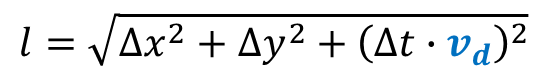 l = √Δx² + Δy² + (Δt · v_d)²